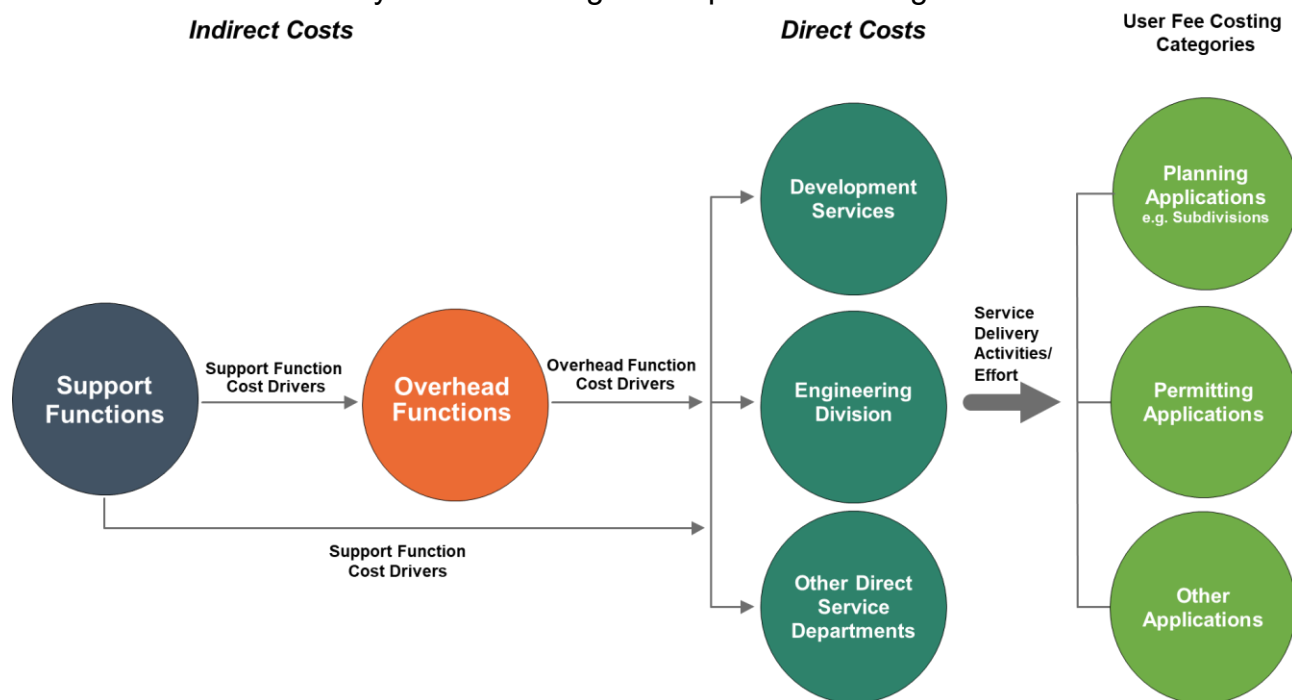 Indirect Costs
Direct Costs
User Fee Costing
Categories
Support
Functions
Support Function
Cost Drivers
Overhead
Functions
Overhead Function
Cost Drivers
Support Function
Cost Drivers
Development
Services
Engineering
Division
Other Direct
Service
Departments
Service
Delivery
Activities/
Effort
Planning
Applications
e.g. Subdivisions
Permitting
Applications
Other
Applications